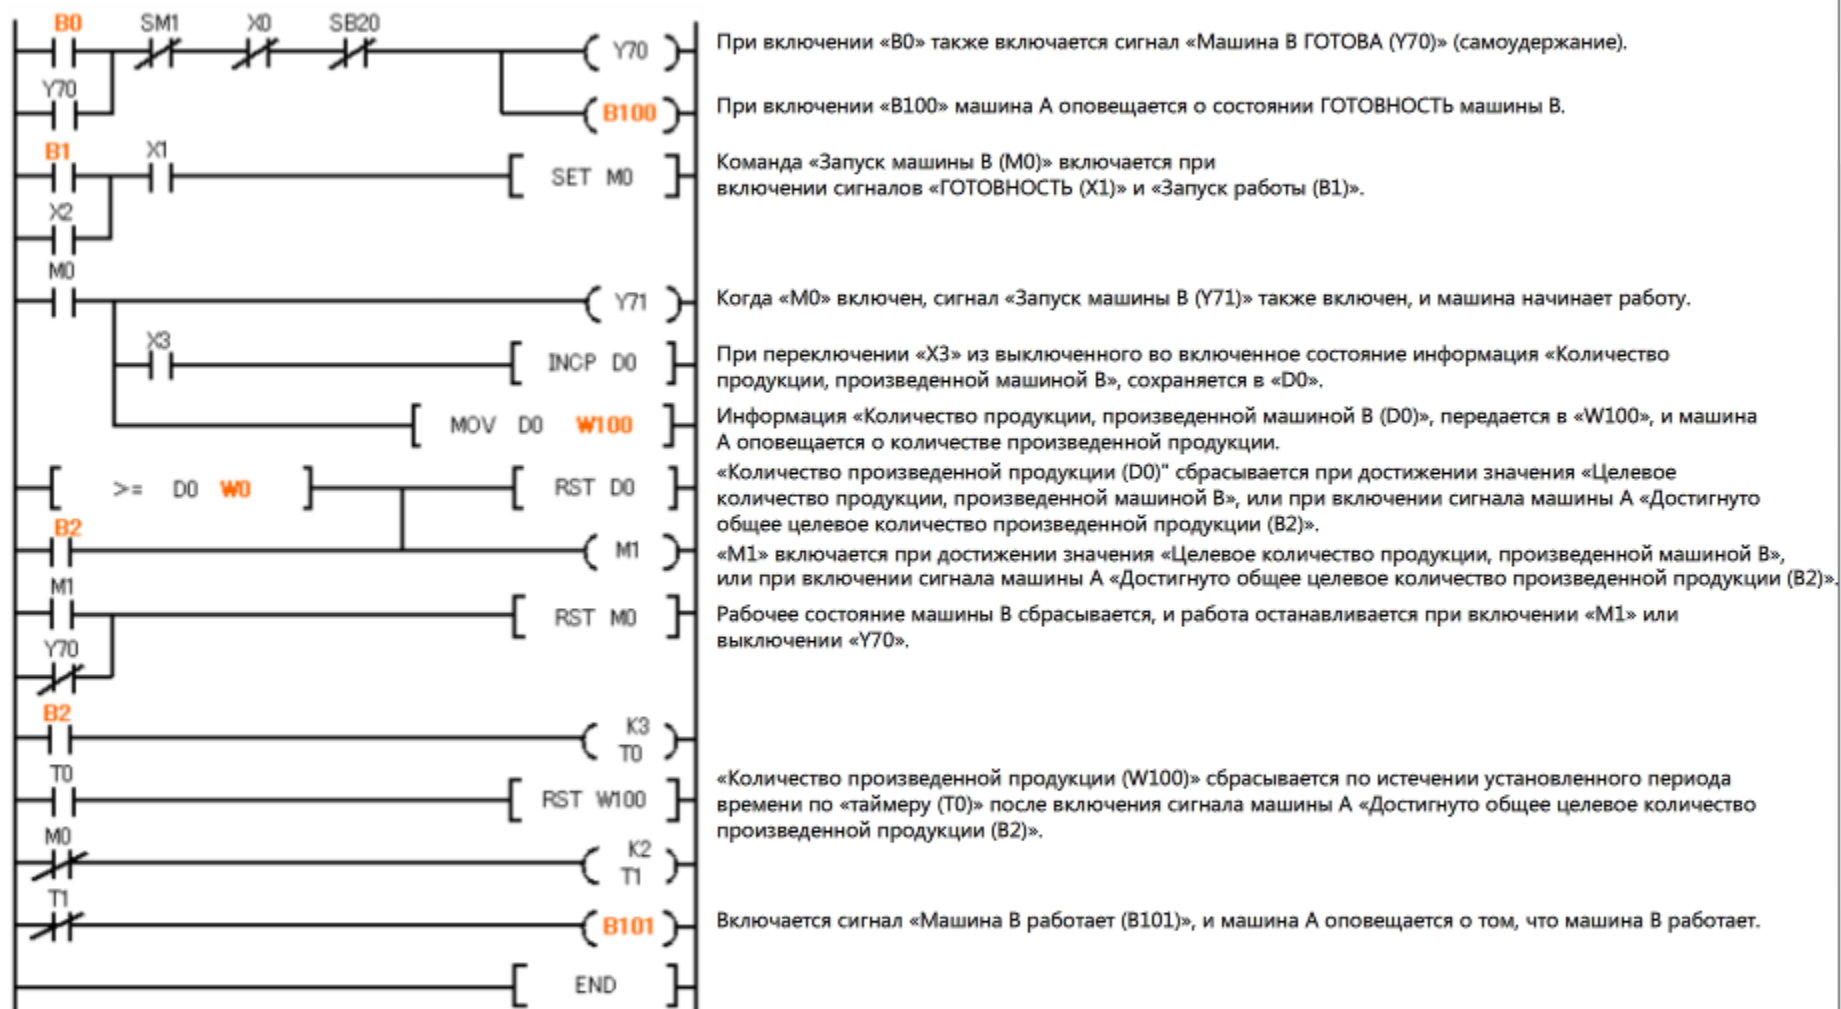 B0 SM1 X0 SB20
Y70 При включении «B0» также включается сигнал «Машина B ГОТОВА (Y70)» (самоудержание).
Y70
B100 При включении «B100» машина A оповещается о состоянии ГОТОВНОСТЬ машины B.
B1 X1
SET M0 Команда «Запуск машины B (M0)» включается при
включении сигналов «ГОТОВНОСТЬ (X1)» и «Запуск работы (B1)».
X2
M0
Y71 Когда «M0» включен, сигнал «Запуск машины B (Y71)» также включен, и машина начинает работу.
X3
INCP D0 При переключении «X3» из выключенного во включенное состояние информация «Количество
продукции, произведенной машиной B», сохраняется в «D0».
MOV D0 W100 Информация «Количество продукции, произведенной машиной B (D0)», передается в «W100», и машина
A оповещается о количестве произведенной продукции.
>= D0 W0 RST D0 «Количество произведенной продукции (D0)" сбрасывается при достижении значения «Целевое
количество продукции, произведенной машиной B», или при включении сигнала машины A «Достигнуто
общее целевое количество произведенной продукции (B2)».
B2
M1 «M1» включается при достижении значения «Целевое количество продукции, произведенной машиной B»,
или при включении сигнала машины A «Достигнуто общее целевое количество произведенной продукции (B2)».
M1
RST M0 Рабочее состояние машины B сбрасывается, и работа останавливается при включении «M1» или
выключении «Y70».
Y70
B2
K3
T0
T0
RST W100 «Количество произведенной продукции (W100)» сбрасывается по истечении установленного периода
времени по «таймеру (T0)» после включения сигнала машины A «Достигнуто общее целевое количество
произведенной продукции (B2)».
M0
K2
T1
T1
B101 Включается сигнал «Машина B работает (B101)», и машина A оповещается о том, что машина B работает.
END